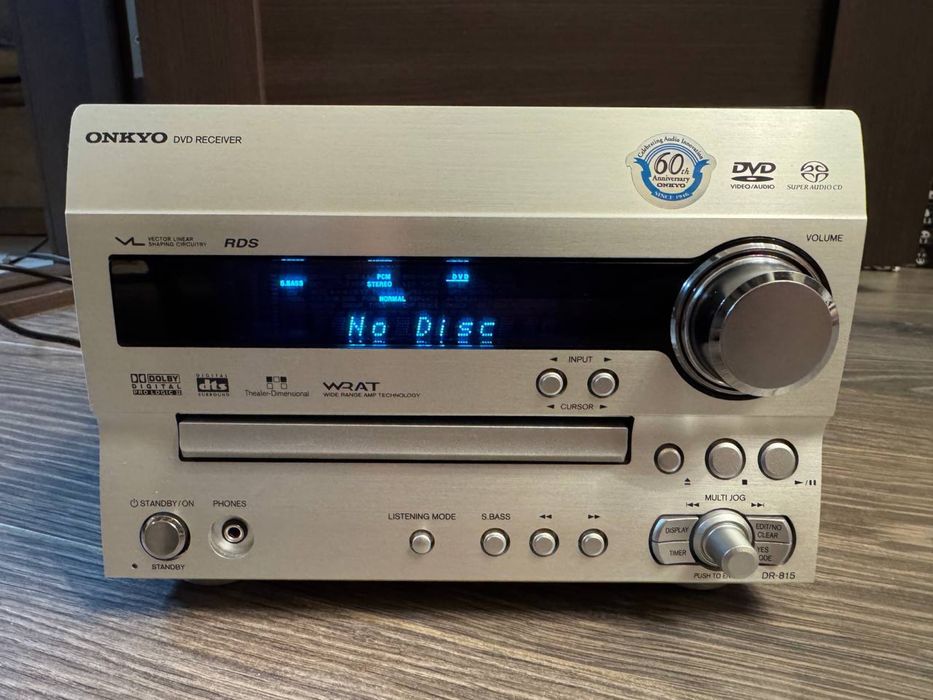 ONKYO DVD RECEIVER
Celebrating Audio Innovation
60th
Anniversary
ONKYO
SINCE 1946
DVD
VIDEO/AUDIO
SUPER AUDIO CD
VL VECTOR LINEAR
SHAPING CIRCUITRY
RDS
VOLUME
S.BASS
PCM
STEREO
DVD
NORMAL
No Disc
◄ INPUT ►
◄ CURSOR ►
DOLBY
DIGITAL
PRO LOGIC II
DIGITAL
dts
SURROUND
Theater-Dimensional
WRAT
WIDE RANGE AMP TECHNOLOGY
STANDBY/ON
PHONES
LISTENING MODE
S.BASS
◄◄
►►
STANDBY
⏏
■
►/II
MULTI JOG
I◄◄
►►I
DISPLAY
TIMER
EDIT/NO
CLEAR
YES
PUSH TO
DR-815